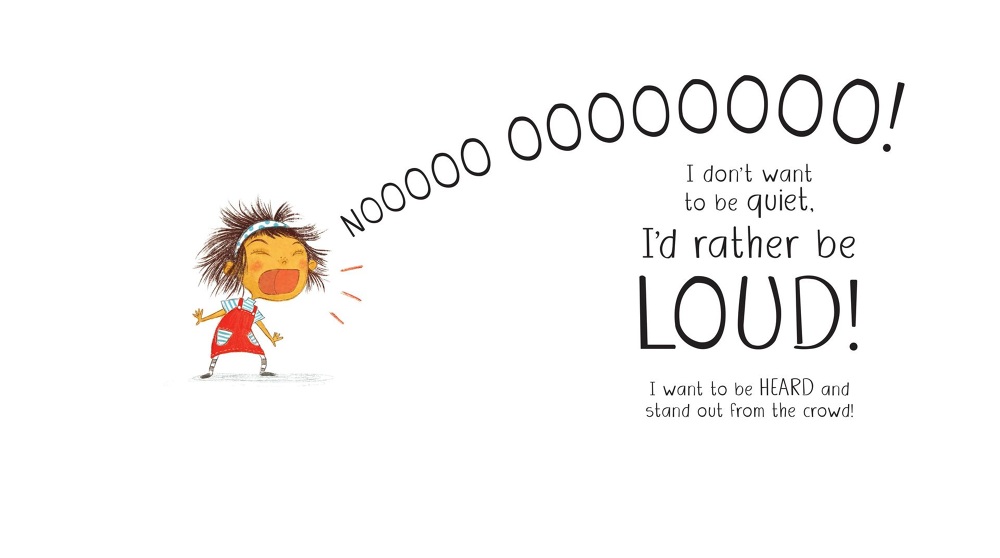 NOOOOO OOOOOOOO!
I don't want
to be quiet,
I'd rather be
LOUD!
I want to be HEARD and
stand out from the crowd!